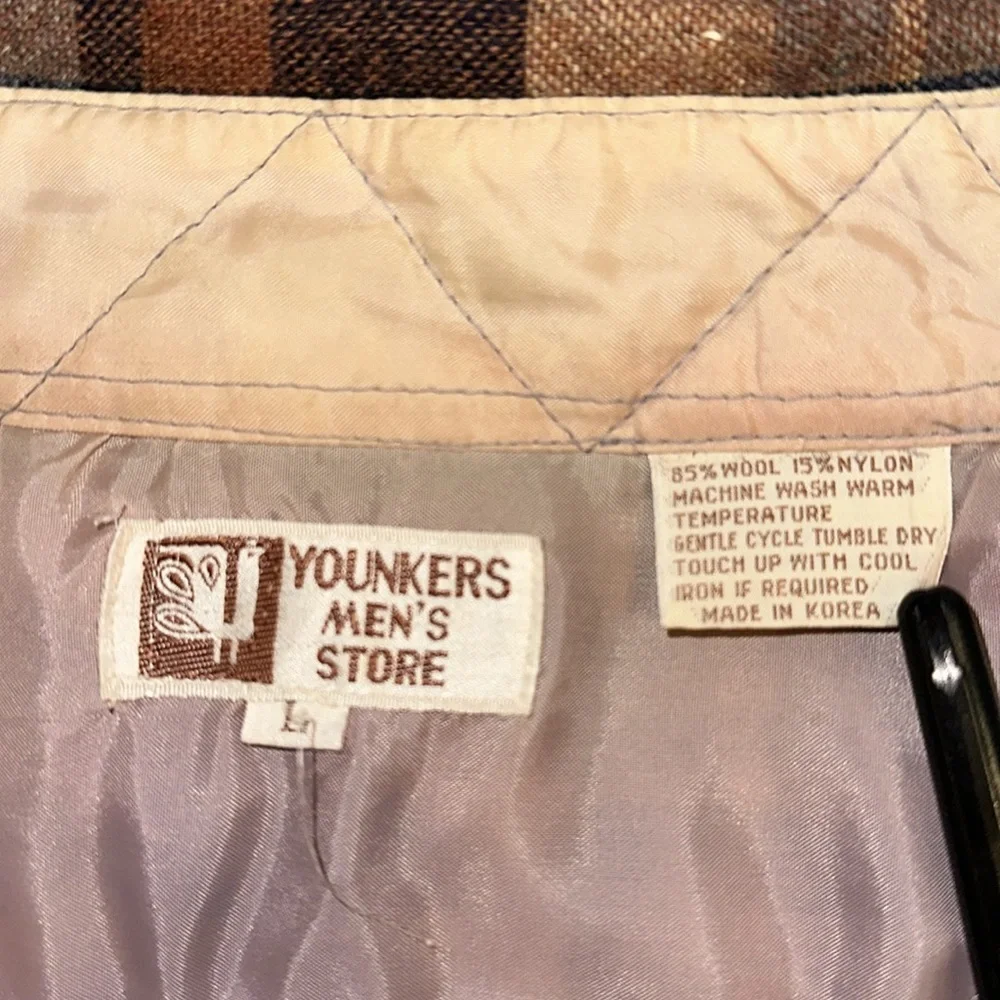 YOUNKERS
MEN'S
STORE
L
85% WOOL 15% NYLON
MACHINE WASH WARM
TEMPERATURE
GENTLE CYCLE TUMBLE DRY
TOUCH UP WITH COOL
IRON IF REQUIRED
MADE IN KOREA